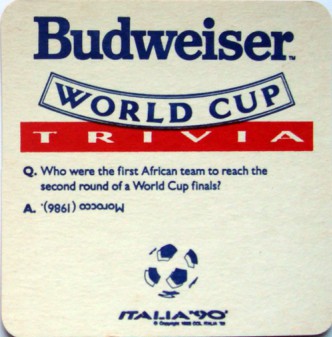 Budweiser™
WORLD CUP
TRIVIA
Q. Who were the first African team to reach the
second round of a World Cup finals?
A. Morocco (1986).
ITALIA'90